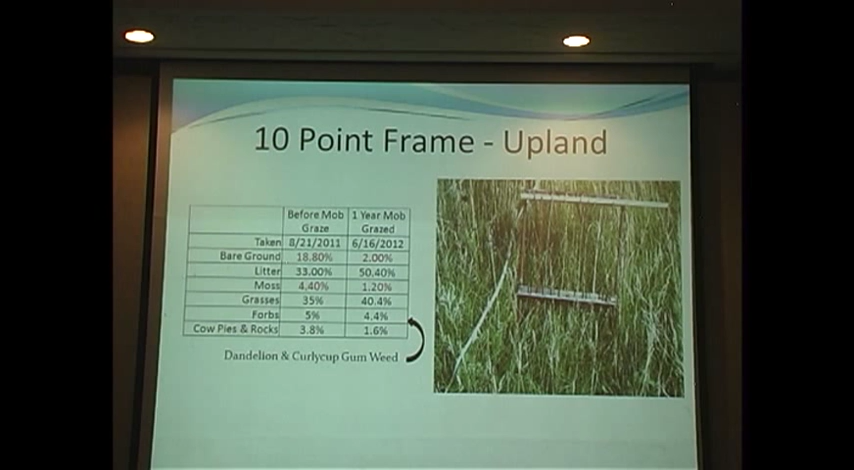 10 Point Frame - Upland
Before Mob Graze 1 Year Mob Grazed
Taken 8/21/2011 6/16/2012
Bare Ground 18.80% 2.00%
Litter 33.00% 50.40%
Moss 4.40% 1.20%
Grasses 35% 40.4%
Forbs 5% 4.4%
Cow Pies & Rocks 3.8% 1.6%
Dandelion & Curlycup Gum Weed